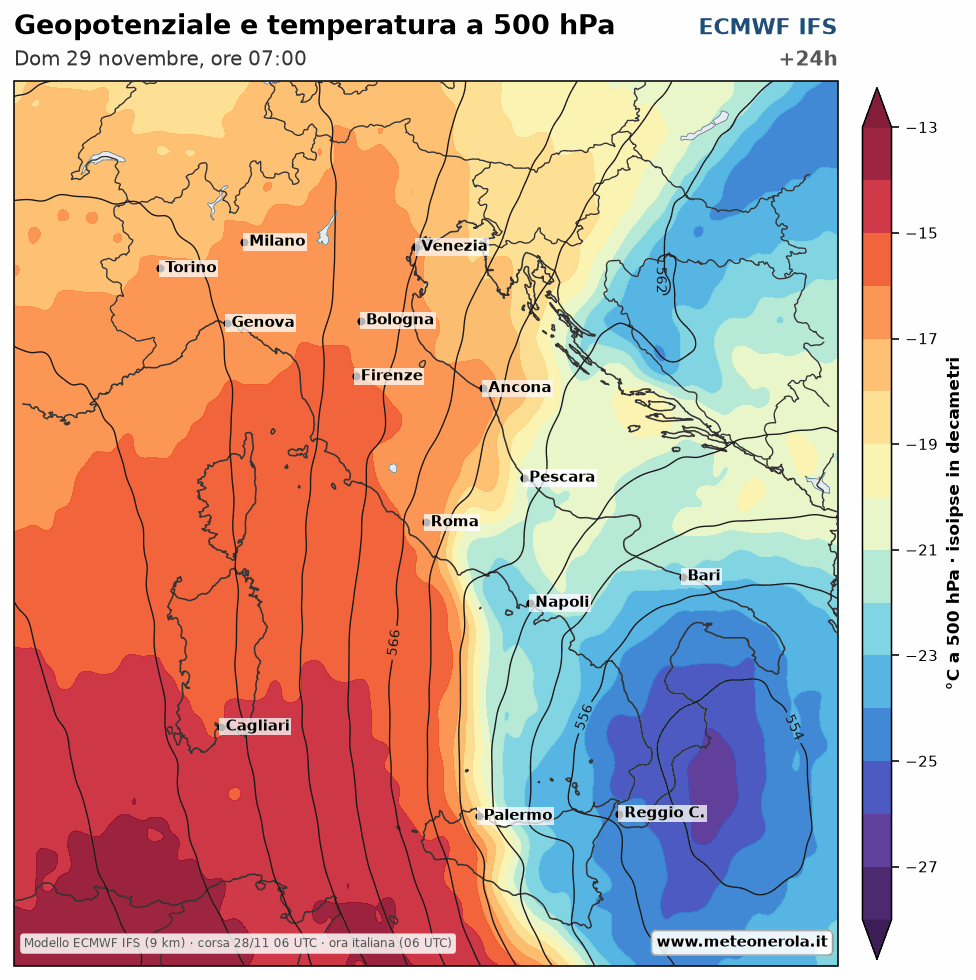 Geopotenziale e temperatura a 500 hPa
ECMWF IFS
Dom 29 novembre, ore 07:00
+24h
Milano
Torino
Venezia
Genova
Bologna
Firenze
Ancona
Pescara
Roma
Bari
Napoli
Cagliari
Palermo
Reggio C.
562
566
556
554
−13
−15
−17
−19
−21
−23
−25
−27
°C a 500 hPa · isoipse in decametri
Modello ECMWF IFS (9 km) · corsa 28/11 06 UTC · ora italiana (06 UTC)
www.meteonerola.it